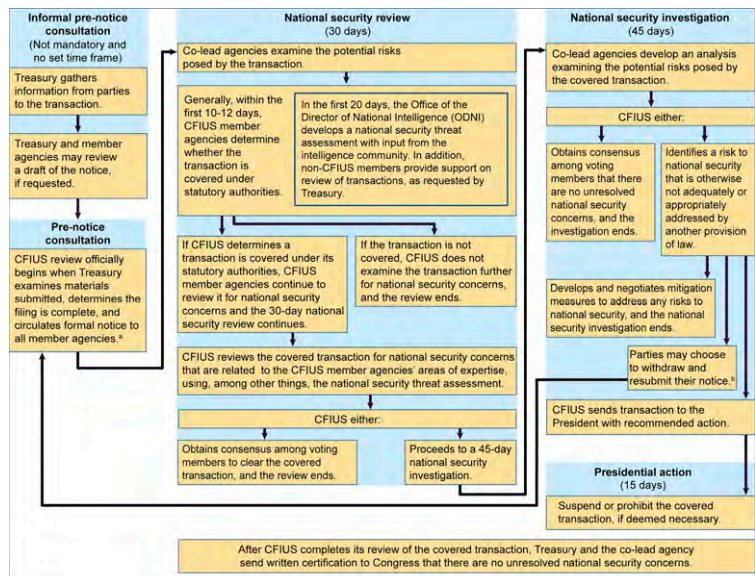 Informal pre-notice
consultation
(Not mandatory and
no set time frame)
Treasury gathers
information from parties
to the transaction.
Treasury and member
agencies may review
a draft of the notice,
if requested.
Pre-notice
consultation
CFIUS review officially
begins when Treasury
examines materials
submitted, determines the
filing is complete, and
circulates formal notice to
all member agencies.a
National security review
(30 days)
Co-lead agencies examine the potential risks
posed by the transaction.
Generally, within the
first 10-12 days,
CFIUS member
agencies determine
whether the
transaction is
covered under
statutory authorities.
In the first 20 days, the Office of the
Director of National Intelligence (ODNI)
develops a national security threat
assessment with input from the
intelligence community. In addition,
non-CFIUS members provide support on
review of transactions, as requested by
Treasury.
If CFIUS determines a
transaction is covered under its
statutory authorities, CFIUS
member agencies continue to
review it for national security
concerns and the 30-day national
security review continues.
If the transaction is not
covered, CFIUS does not
examine the transaction further
for national security concerns,
and the review ends.
CFIUS reviews the covered transaction for national security concerns
that are related to the CFIUS member agencies' areas of expertise,
using, among other things, the national security threat assessment.
CFIUS either:
Obtains consensus among voting
members to clear the covered
transaction, and the review ends.
Proceeds to a 45-day
national security
investigation.
National security investigation
(45 days)
Co-lead agencies develop an analysis
examining the potential risks posed by
the covered transaction.
CFIUS either:
Obtains consensus
among voting
members that there
are no unresolved
national security
concerns, and the
investigation ends.
Identifies a risk to
national security
that is otherwise
not adequately or
appropriately
addressed by
another provision
of law.
Develops and negotiates mitigation
measures to address any risks to
national security, and the national
security investigation ends.
Parties may choose
to withdraw and
resubmit their notice.b
CFIUS sends transaction to the
President with recommended action.
Presidential action
(15 days)
Suspend or prohibit the covered
transaction, if deemed necessary.
After CFIUS completes its review of the covered transaction, Treasury and the co-lead agency
send written certification to Congress that there are no unresolved national security concerns.